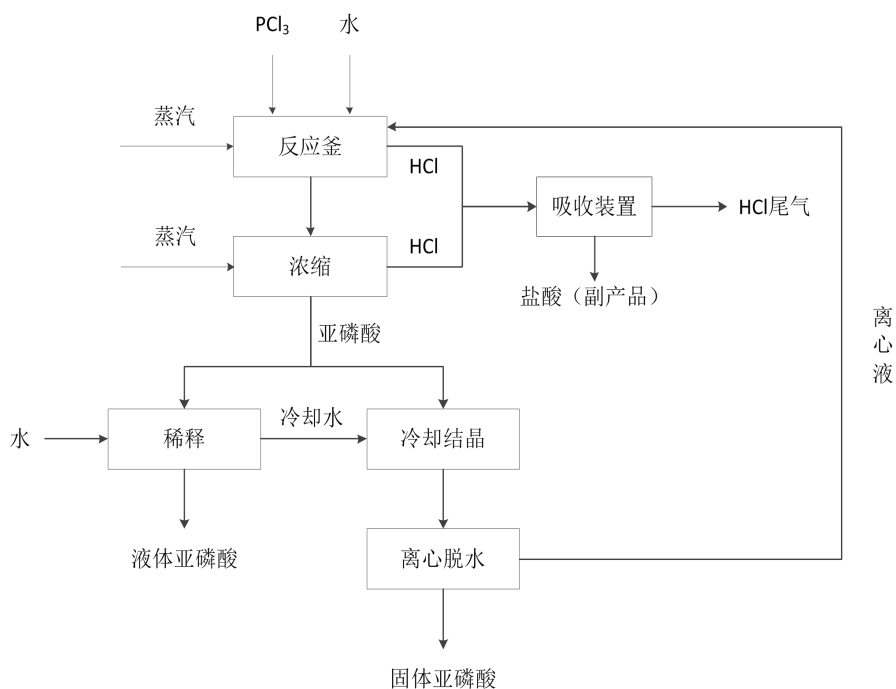 PCl₃ 水
蒸汽
反应釜
HCl
吸收装置
HCl尾气
蒸汽
浓缩
HCl
盐酸（副产品）
离心液
亚磷酸
水
稀释
冷却水
冷却结晶
液体亚磷酸
离心脱水
固体亚磷酸